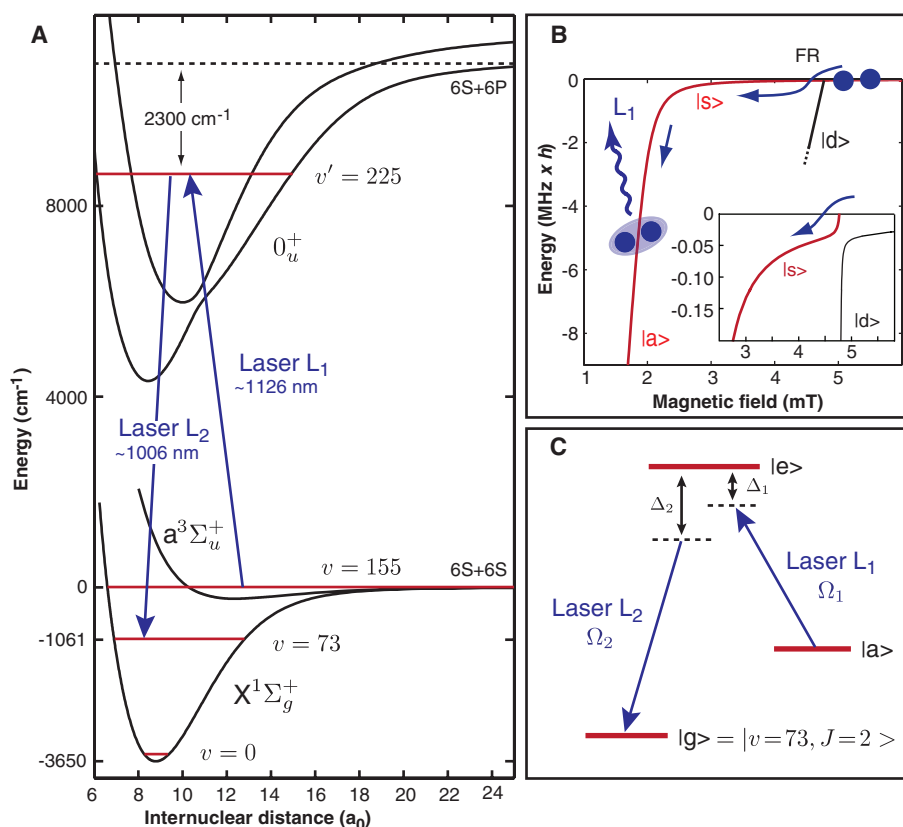 A
6S+6P
2300 cm⁻¹
v′ = 225
8000
0⁺ᵤ
Laser L₁
~1126 nm
4000
Laser L₂
~1006 nm
Energy (cm⁻¹)
a³Σ⁺ᵤ
v = 155
6S+6S
0
-1061
v = 73
X¹Σ⁺g
v = 0
-3650
6 8 10 12 14 16 18 20 22 24
Internuclear distance (a₀)
B
FR
0
|s>
L₁
-2
|d>
-4
0
-0.05
-6
|s>
-0.10
-0.15
|a>
|d>
-8
3 4 5
Energy (MHz x h)
1 2 3 4 5 6
Magnetic field (mT)
C
|e>
Δ₂
Δ₁
Laser L₁
Ω₁
Laser L₂
Ω₂
|a>
|g> = |v=73, J=2 >